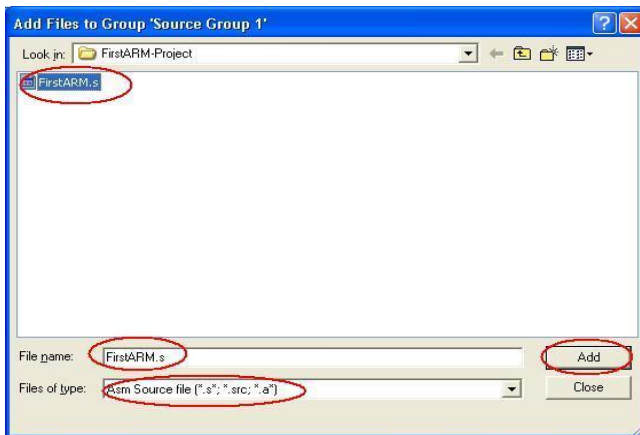 Add Files to Group 'Source Group 1'
Look in: FirstARM-Project
FirstARM.s
File name: FirstARM.s
Add
Files of type: Asm Source file (*.s*; *.src; *.a*)
Close